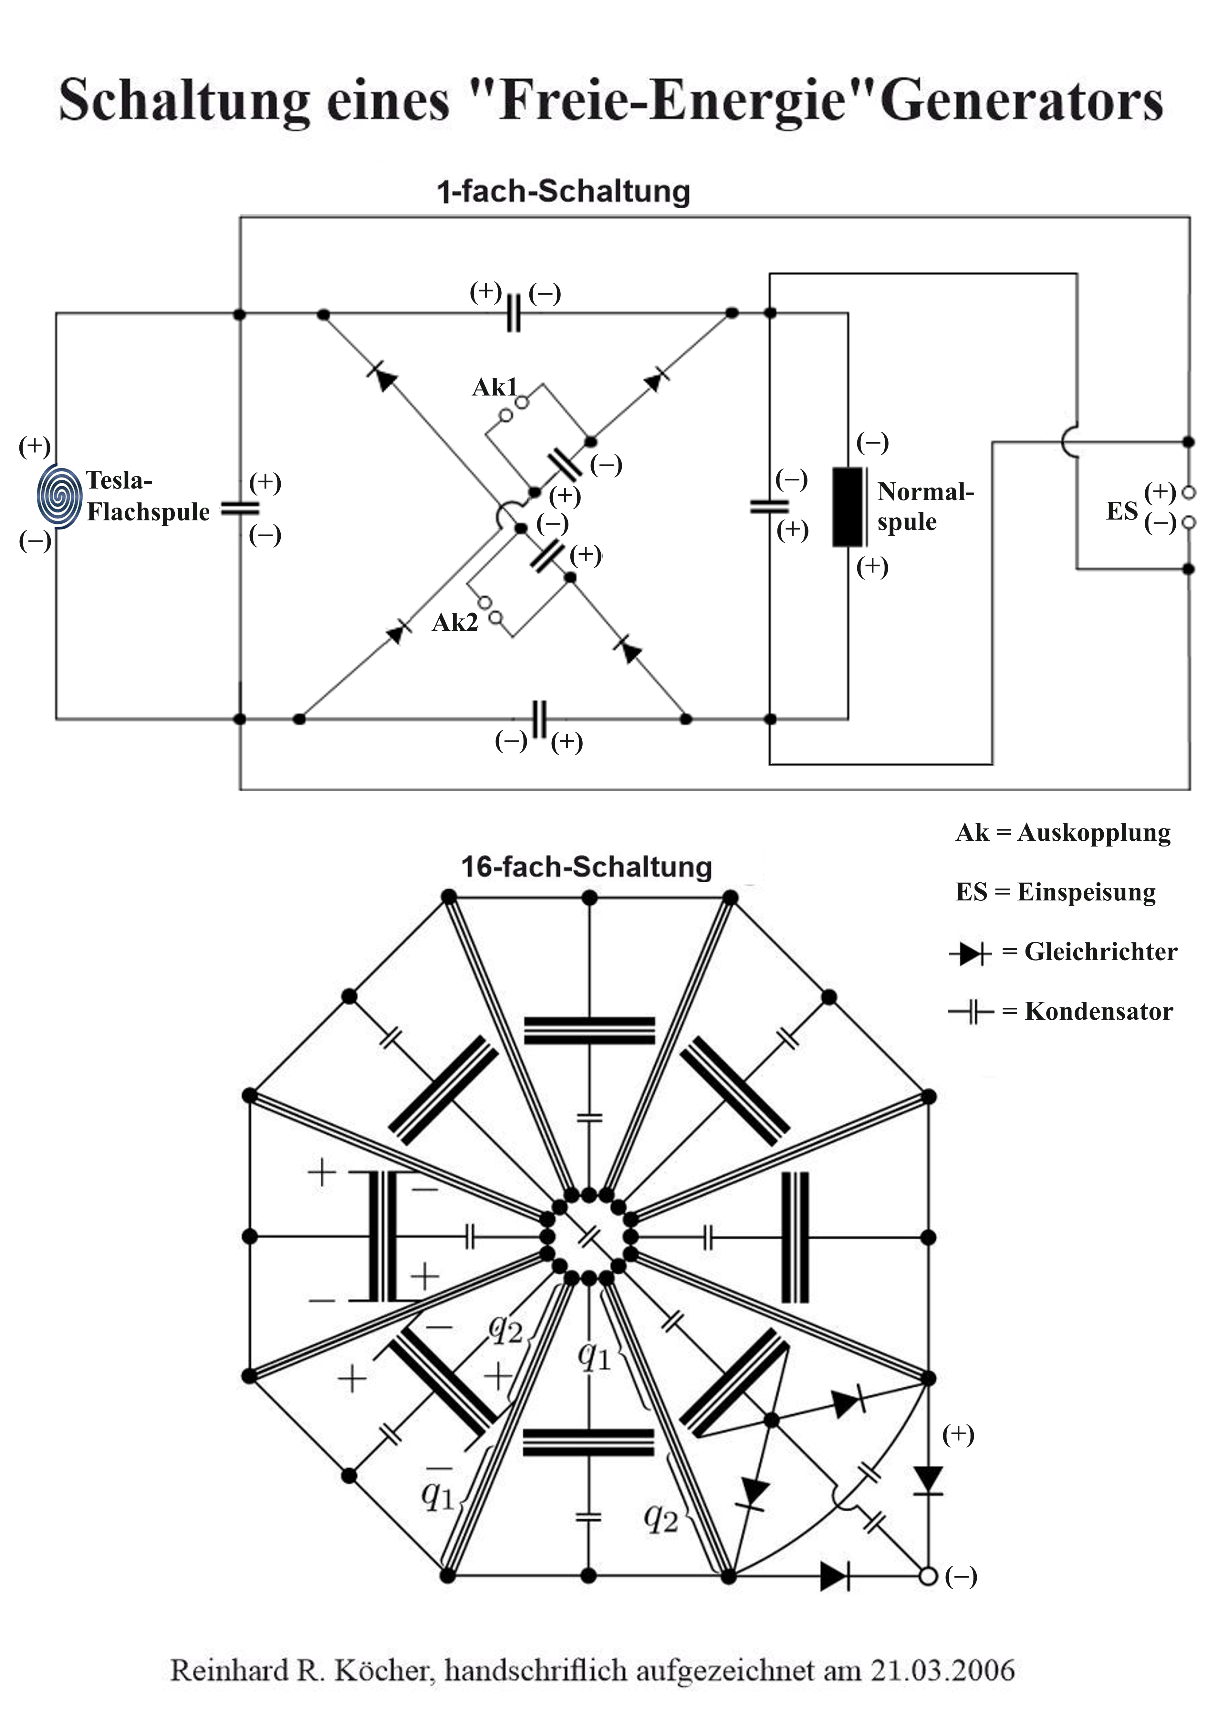 Schaltung eines "Freie-Energie"Generators
1-fach-Schaltung
(+) (–)
Ak1
(–)
(+)
(+)
Tesla-
Flachspule
(–)
(+)
(–)
(–)
(+)
Ak2
(–)
(+)
(–)
Normal-
spule
(+)
ES (+)
(–)
(–) (+)
Ak = Auskopplung
ES = Einspeisung
= Gleichrichter
= Kondensator
16-fach-Schaltung
+ –
– +
–
+ +
–
q2
q1
q1
q2
(+)
(–)
Reinhard R. Köcher, handschriflich aufgezeichnet am 21.03.2006